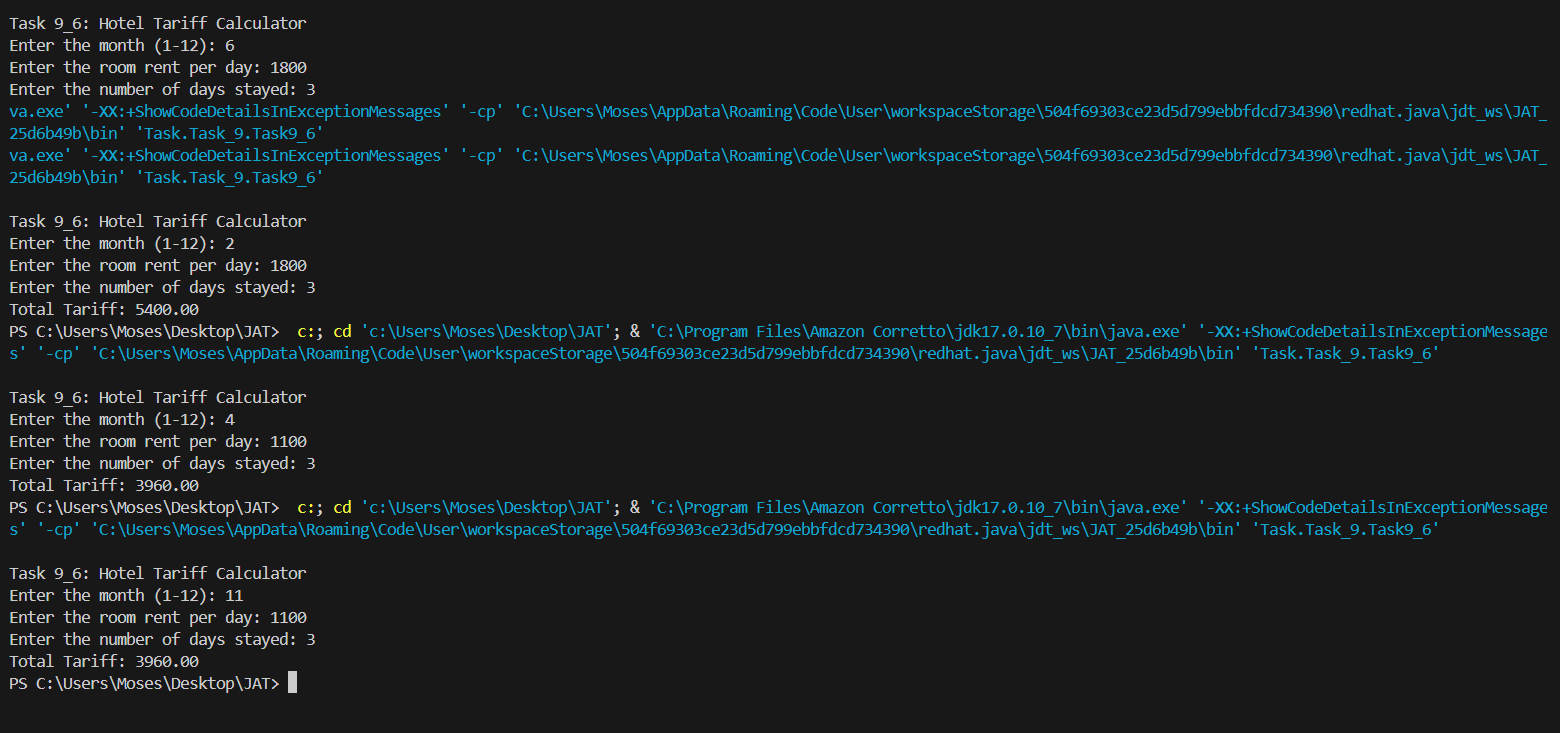 Task 9_6: Hotel Tariff Calculator
Enter the month (1-12): 6
Enter the room rent per day: 1800
Enter the number of days stayed: 3
va.exe' '-XX:+ShowCodeDetailsInExceptionMessages' '-cp' 'C:\Users\Moses\AppData\Roaming\Code\User\workspaceStorage\504f69303ce23d5d799ebbfdcd734390\redhat.java\jdt_ws\JAT_
25d6b49b\bin' 'Task.Task_9.Task9_6'
va.exe' '-XX:+ShowCodeDetailsInExceptionMessages' '-cp' 'C:\Users\Moses\AppData\Roaming\Code\User\workspaceStorage\504f69303ce23d5d799ebbfdcd734390\redhat.java\jdt_ws\JAT_
25d6b49b\bin' 'Task.Task_9.Task9_6'
Task 9_6: Hotel Tariff Calculator
Enter the month (1-12): 2
Enter the room rent per day: 1800
Enter the number of days stayed: 3
Total Tariff: 5400.00
PS C:\Users\Moses\Desktop\JAT>  c:; cd 'c:\Users\Moses\Desktop\JAT'; & 'C:\Program Files\Amazon Corretto\jdk17.0.10_7\bin\java.exe' '-XX:+ShowCodeDetailsInExceptionMessage
s' '-cp' 'C:\Users\Moses\AppData\Roaming\Code\User\workspaceStorage\504f69303ce23d5d799ebbfdcd734390\redhat.java\jdt_ws\JAT_25d6b49b\bin' 'Task.Task_9.Task9_6'
Task 9_6: Hotel Tariff Calculator
Enter the month (1-12): 4
Enter the room rent per day: 1100
Enter the number of days stayed: 3
Total Tariff: 3960.00
PS C:\Users\Moses\Desktop\JAT>  c:; cd 'c:\Users\Moses\Desktop\JAT'; & 'C:\Program Files\Amazon Corretto\jdk17.0.10_7\bin\java.exe' '-XX:+ShowCodeDetailsInExceptionMessage
s' '-cp' 'C:\Users\Moses\AppData\Roaming\Code\User\workspaceStorage\504f69303ce23d5d799ebbfdcd734390\redhat.java\jdt_ws\JAT_25d6b49b\bin' 'Task.Task_9.Task9_6'
Task 9_6: Hotel Tariff Calculator
Enter the month (1-12): 11
Enter the room rent per day: 1100
Enter the number of days stayed: 3
Total Tariff: 3960.00
PS C:\Users\Moses\Desktop\JAT>